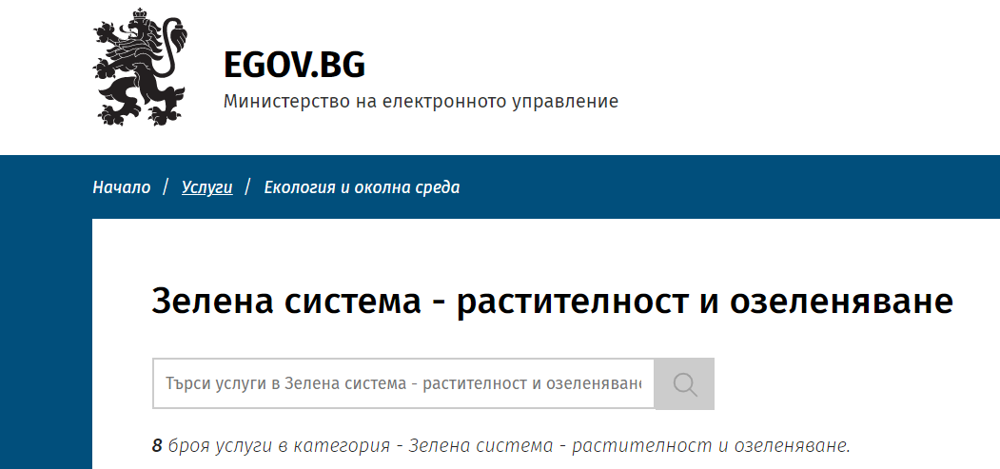 EGOV.BG
Министерство на електронното управление
Начало / Услуги / Екология и околна среда
Зелена система - растителност и озеленяване
Търси услуги в Зелена система - растителност и озеленяване
8 броя услуги в категория - Зелена система - растителност и озеленяване.